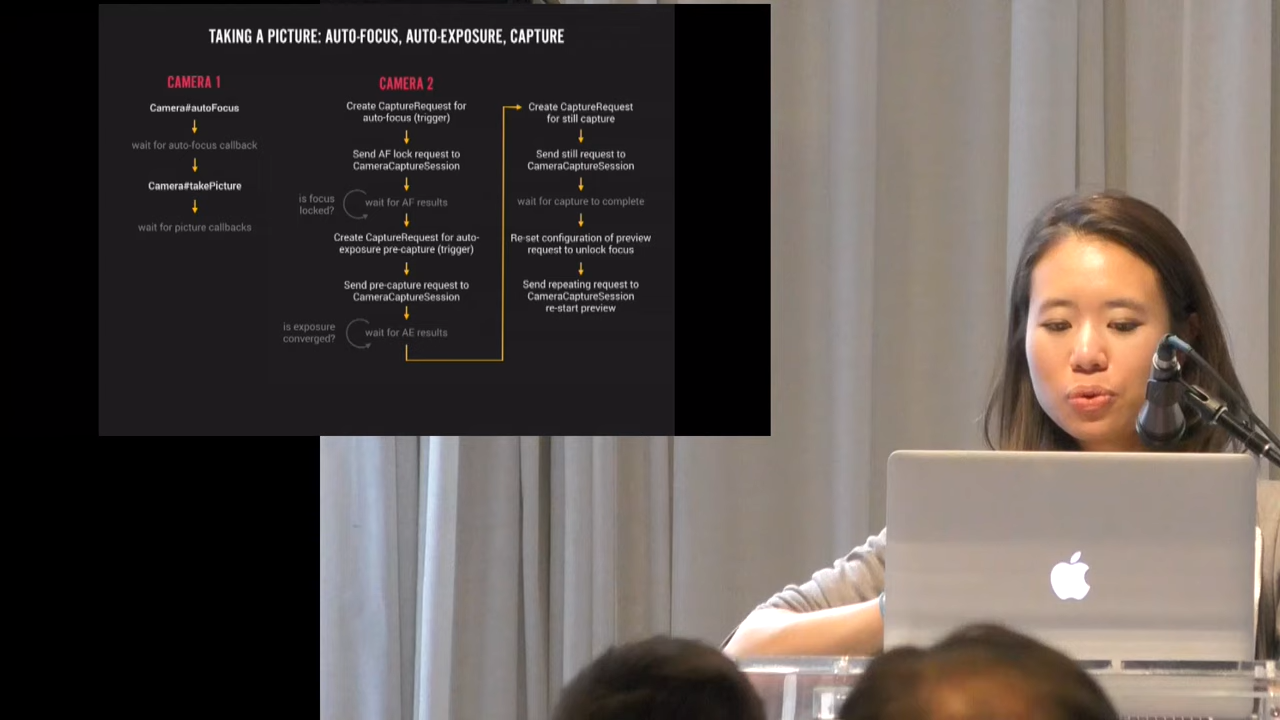 TAKING A PICTURE: AUTO-FOCUS, AUTO-EXPOSURE, CAPTURE
CAMERA 1
Camera#autoFocus
wait for auto-focus callback
Camera#takePicture
wait for picture callbacks
CAMERA 2
Create CaptureRequest for
auto-focus (trigger)
Send AF lock request to
CameraCaptureSession
is focus
locked?
wait for AF results
Create CaptureRequest for auto-
exposure pre-capture (trigger)
Send pre-capture request to
CameraCaptureSession
is exposure
converged?
wait for AE results
Create CaptureRequest
for still capture
Send still request to
CameraCaptureSession
wait for capture to complete
Re-set configuration of preview
request to unlock focus
Send repeating request to
CameraCaptureSession
re-start preview